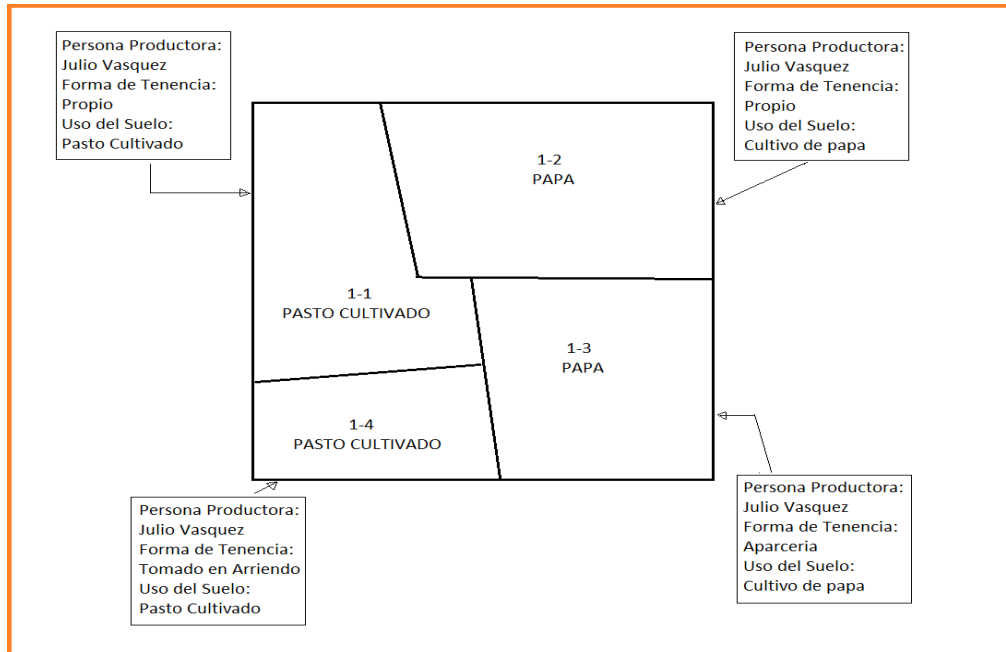 Persona Productora:
Julio Vasquez
Forma de Tenencia:
Propio
Uso del Suelo:
Pasto Cultivado
Persona Productora:
Julio Vasquez
Forma de Tenencia:
Propio
Uso del Suelo:
Cultivo de papa
1-2
PAPA
1-1
PASTO CULTIVADO
1-3
PAPA
1-4
PASTO CULTIVADO
Persona Productora:
Julio Vasquez
Forma de Tenencia:
Tomado en Arriendo
Uso del Suelo:
Pasto Cultivado
Persona Productora:
Julio Vasquez
Forma de Tenencia:
Aparceria
Uso del Suelo:
Cultivo de papa